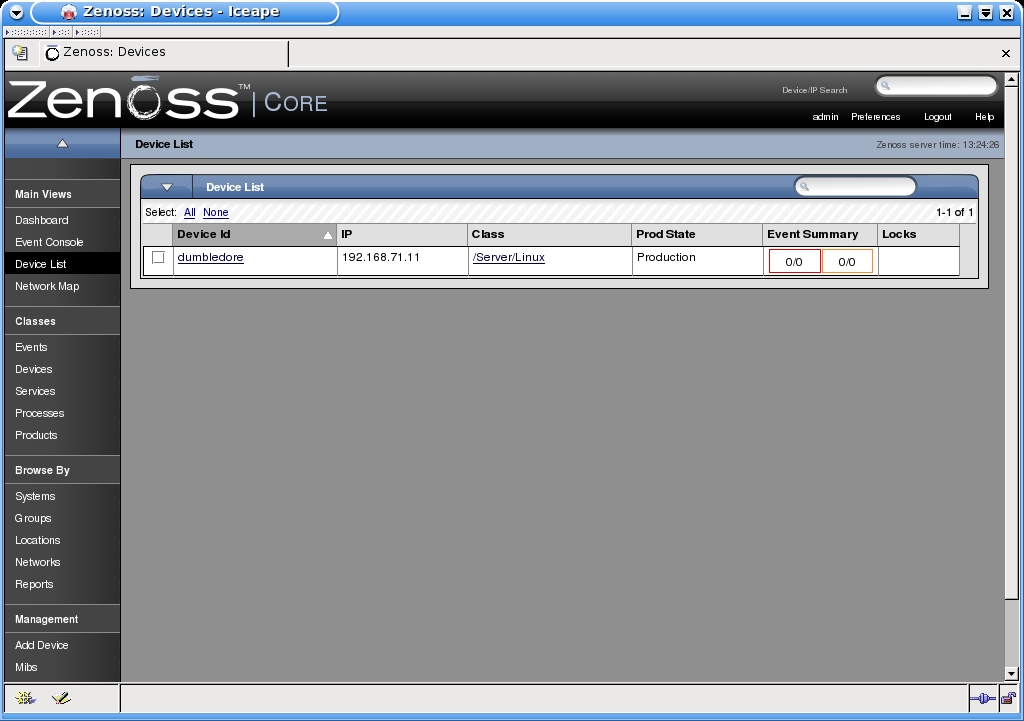 Zenoss: Devices - Iceape
Zenoss: Devices
Zenoss™ | Core
Device/IP Search
admin Preferences Logout Help
Device List
Zenoss server time: 13:24:26
Main Views
Dashboard
Event Console
Device List
Network Map
Classes
Events
Devices
Services
Processes
Products
Browse By
Systems
Groups
Locations
Networks
Reports
Management
Add Device
Mibs
Device List
Select: All None
1-1 of 1
Device Id IP Class Prod State Event Summary Locks
dumbledore 192.168.71.11 /Server/Linux Production 0/0 0/0